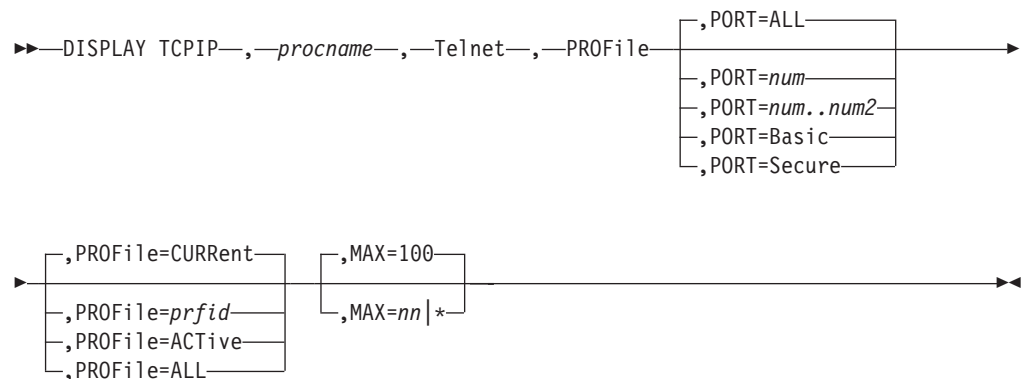 ,PORT=ALL
DISPLAY TCPIP , procname , Telnet , PROFile
,PORT=num
,PORT=num..num2
,PORT=Basic
,PORT=Secure
,PROFile=CURRent ,MAX=100
,PROFile=prfid ,MAX=nn|*
,PROFile=ACTive
,PROFile=ALL